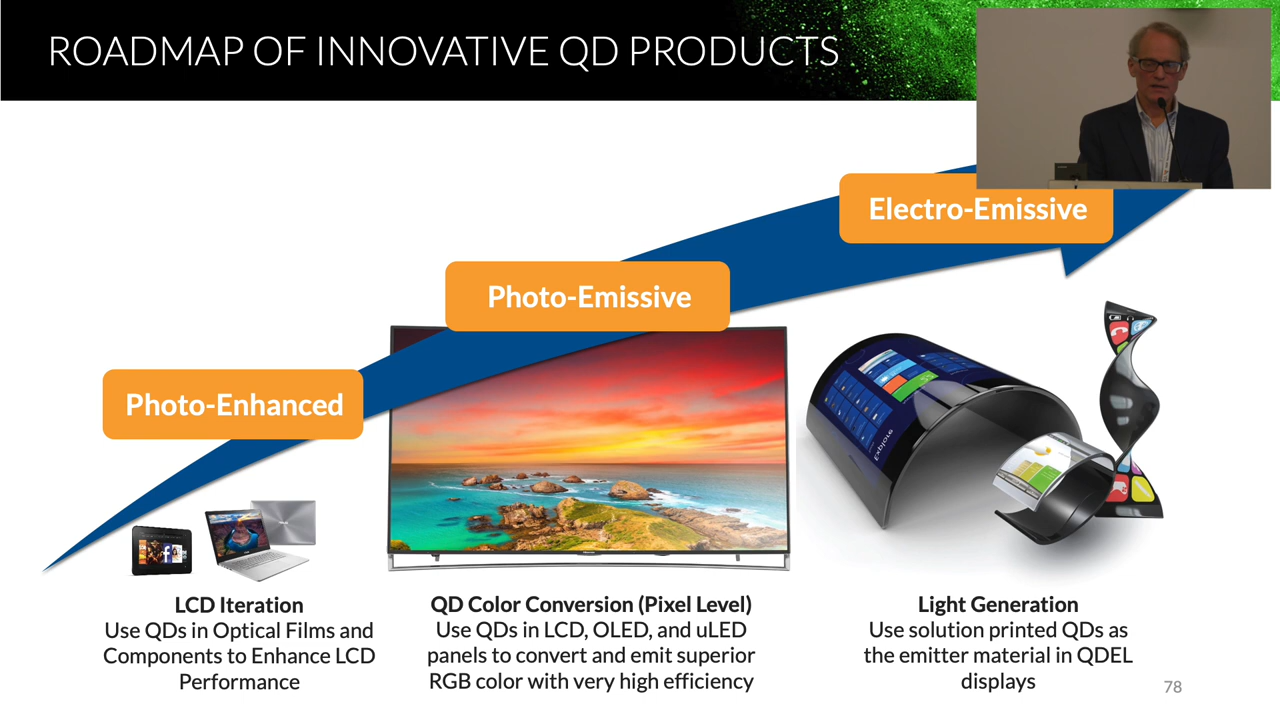 ROADMAP OF INNOVATIVE QD PRODUCTS
Electro-Emissive
Photo-Emissive
Photo-Enhanced
LCD Iteration
Use QDs in Optical Films and
Components to Enhance LCD
Performance
QD Color Conversion (Pixel Level)
Use QDs in LCD, OLED, and uLED
panels to convert and emit superior
RGB color with very high efficiency
Light Generation
Use solution printed QDs as
the emitter material in QDEL
displays
78